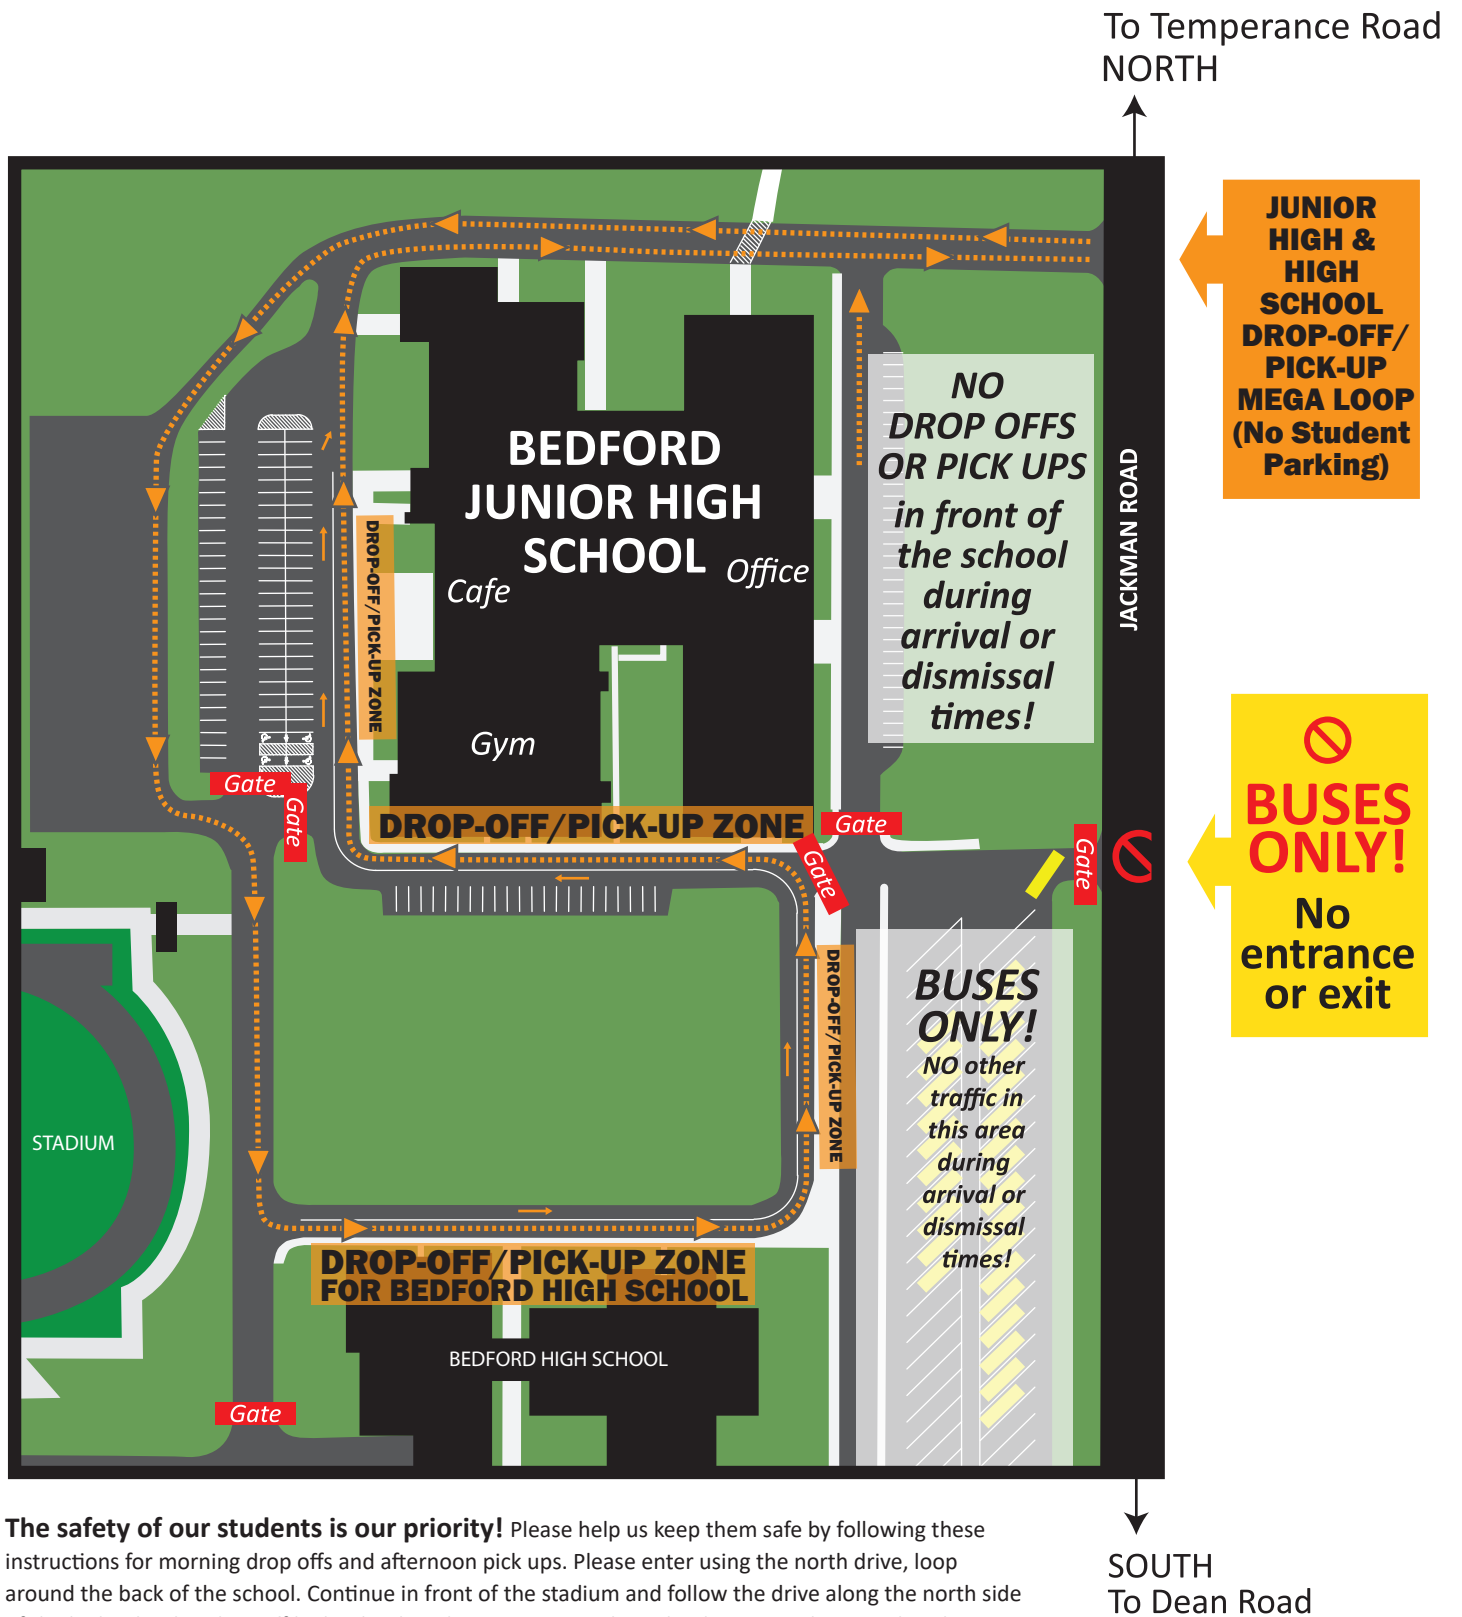 To Temperance Road
NORTH
JUNIOR
HIGH &
HIGH
SCHOOL
DROP-OFF/
PICK-UP
MEGA LOOP
(No Student
Parking)
NO
DROP OFFS
OR PICK UPS
in front of
the school
during
arrival or
dismissal
times!
JACKMAN ROAD
BEDFORD
JUNIOR HIGH
SCHOOL
Office
Cafe
Gym
DROP-OFF/PICK-UP ZONE
Gate
Gate
DROP-OFF/PICK-UP ZONE
Gate
Gate
Gate
BUSES
ONLY!
No
entrance
or exit
DROP-OFF/PICK-UP ZONE
BUSES
ONLY!
NO other
traffic in
this area
during
arrival or
dismissal
times!
STADIUM
DROP-OFF/PICK-UP ZONE
FOR BEDFORD HIGH SCHOOL
BEDFORD HIGH SCHOOL
Gate
The safety of our students is our priority! Please help us keep them safe by following these
instructions for morning drop offs and afternoon pick ups. Please enter using the north drive, loop
around the back of the school. Continue in front of the stadium and follow the drive along the north side
SOUTH
To Dean Road